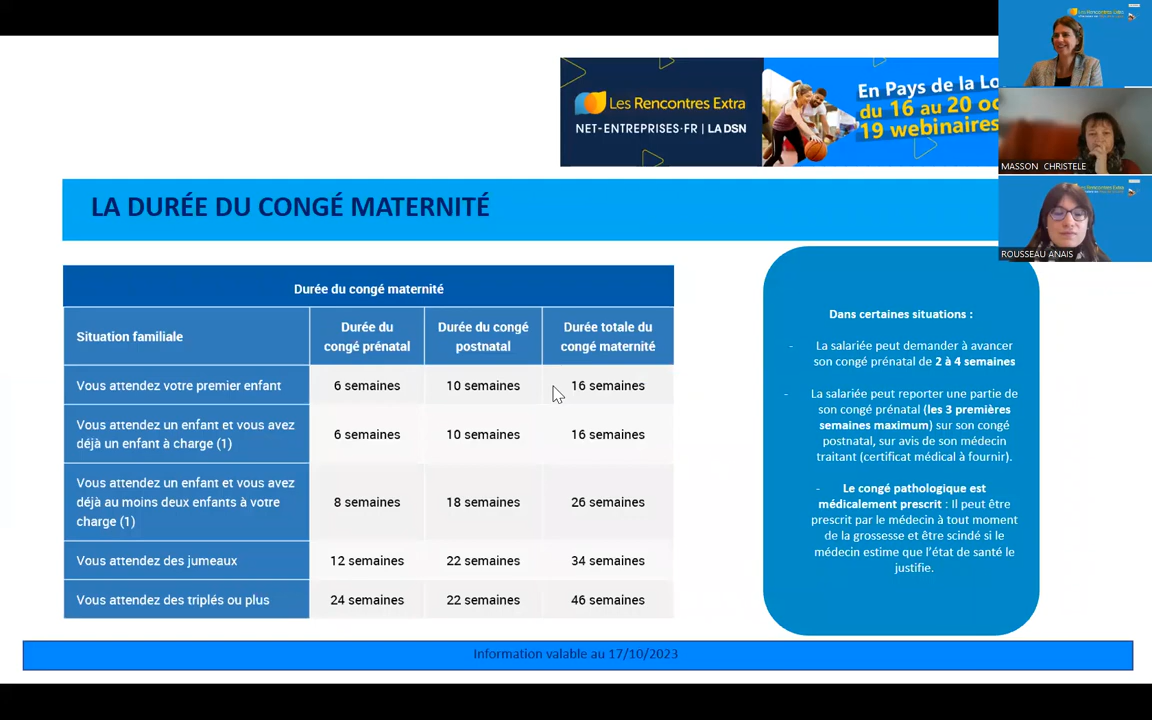 Les Rencontres Extra
NET-ENTREPRISES·FR | LA DSN
En Pays de la Lo
du 16 au 20 oc
19 webinaires
Les Rencontres Extra
MASSON CHRISTELE
ROUSSEAU ANAIS
LA DURÉE DU CONGÉ MATERNITÉ
Durée du congé maternité
Situation familiale
Durée du
congé prénatal
Durée du congé
postnatal
Durée totale du
congé maternité
Vous attendez votre premier enfant
6 semaines
10 semaines
16 semaines
Vous attendez un enfant et vous avez
déjà un enfant à charge (1)
6 semaines
10 semaines
16 semaines
Vous attendez un enfant et vous avez
déjà au moins deux enfants à votre
charge (1)
8 semaines
18 semaines
26 semaines
Vous attendez des jumeaux
12 semaines
22 semaines
34 semaines
Vous attendez des triplés ou plus
24 semaines
22 semaines
46 semaines
Dans certaines situations :
- La salariée peut demander à avancer
son congé prénatal de 2 à 4 semaines
- La salariée peut reporter une partie de
son congé prénatal (les 3 premières
semaines maximum) sur son congé
postnatal, sur avis de son médecin
traitant (certificat médical à fournir).
- Le congé pathologique est
médicalement prescrit : Il peut être
prescrit par le médecin à tout moment
de la grossesse et être scindé si le
médecin estime que l'état de santé le
justifie.
Information valable au 17/10/2023